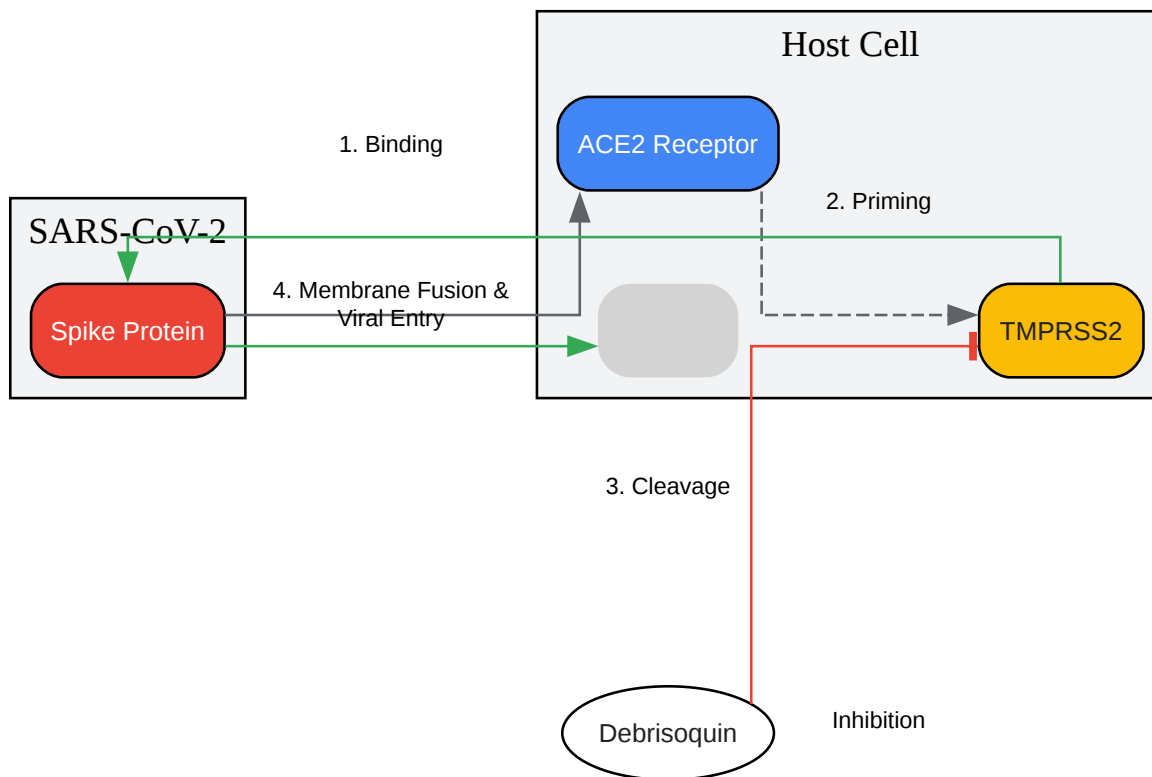 Host Cell
ACE2 Receptor
1. Binding
2. Priming
SARS-CoV-2
4. Membrane Fusion &
Viral Entry
Spike Protein
TMPRSS2
3. Cleavage
Debrisoquin
Inhibition